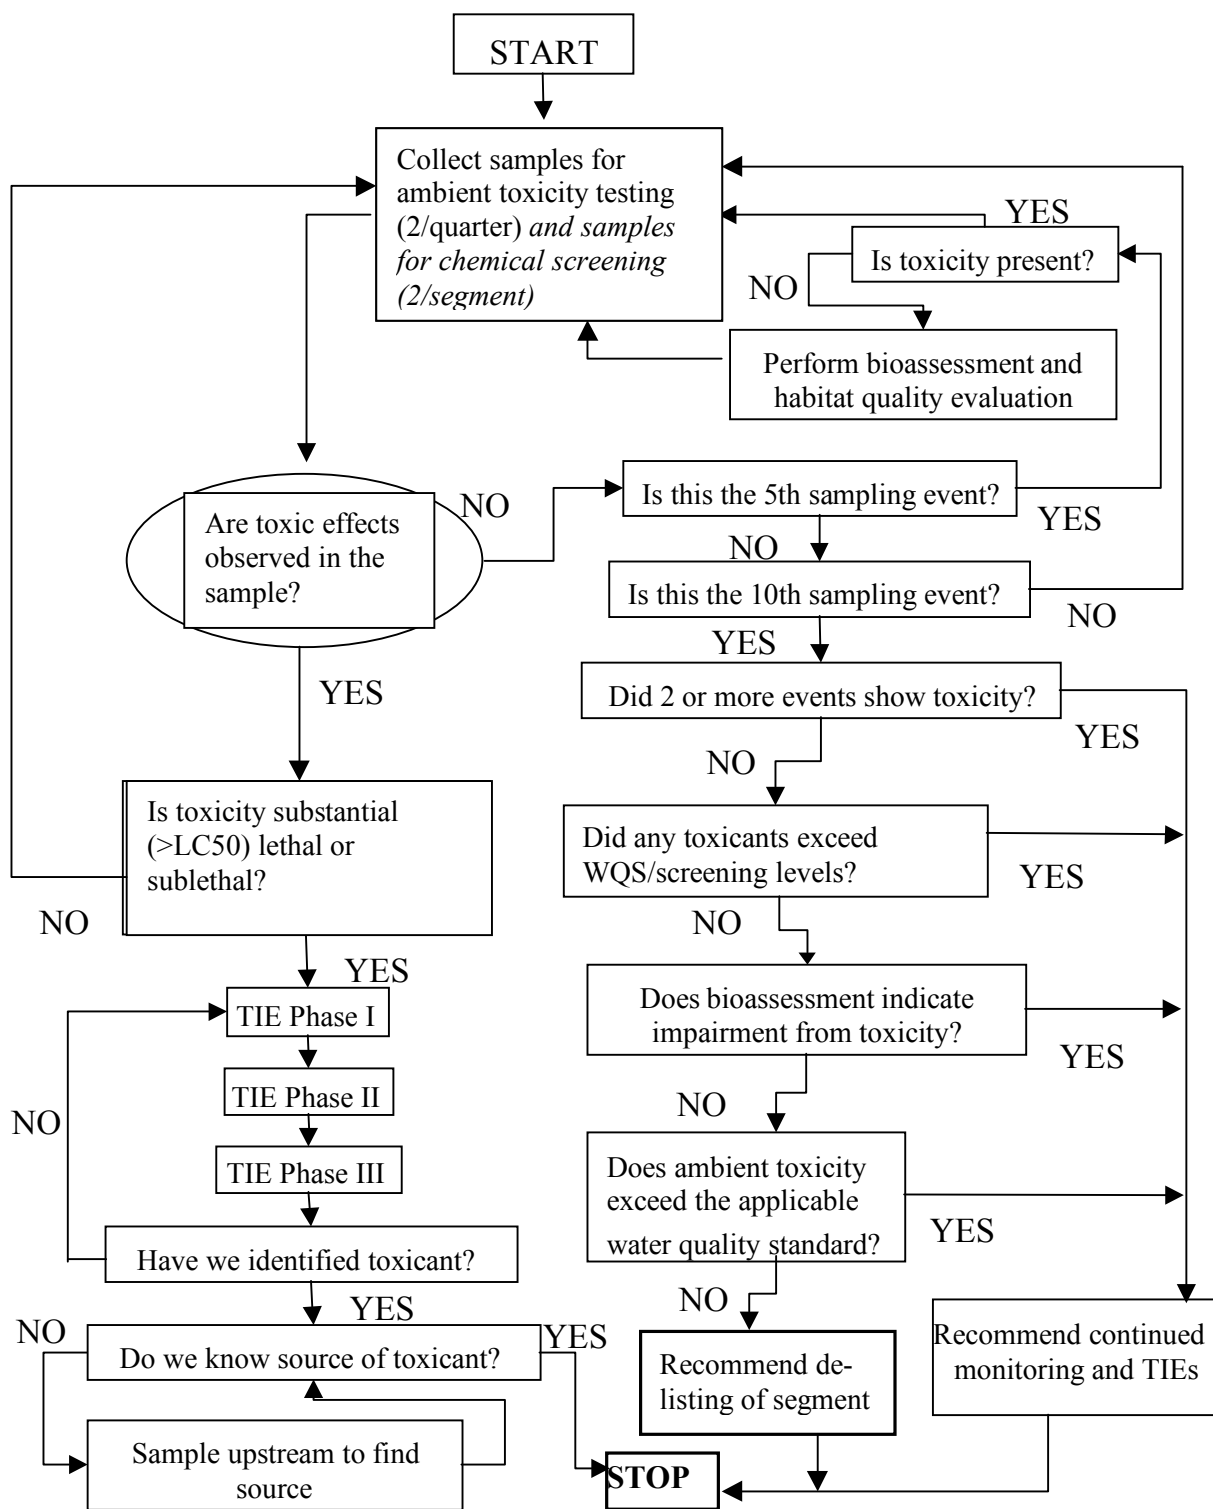 START
Collect samples for
ambient toxicity testing
(2/quarter) and samples
for chemical screening
(2/segment)
YES
Is toxicity present?
NO
Perform bioassessment and
habitat quality evaluation
Are toxic effects
observed in the
sample?
NO
Is this the 5th sampling event?
YES
NO
Is this the 10th sampling event?
NO
YES
YES
Did 2 or more events show toxicity?
YES
NO
Is toxicity substantial
(>LC50) lethal or
sublethal?
NO
YES
Did any toxicants exceed
WQS/screening levels?
YES
NO
TIE Phase I
TIE Phase II
TIE Phase III
NO
Does bioassessment indicate
impairment from toxicity?
YES
NO
Does ambient toxicity
exceed the applicable
water quality standard?
YES
NO
Have we identified toxicant?
YES
NO
Do we know source of toxicant?
YES
Sample upstream to find
source
Recommend de-
listing of segment
Recommend continued
monitoring and TIEs
STOP